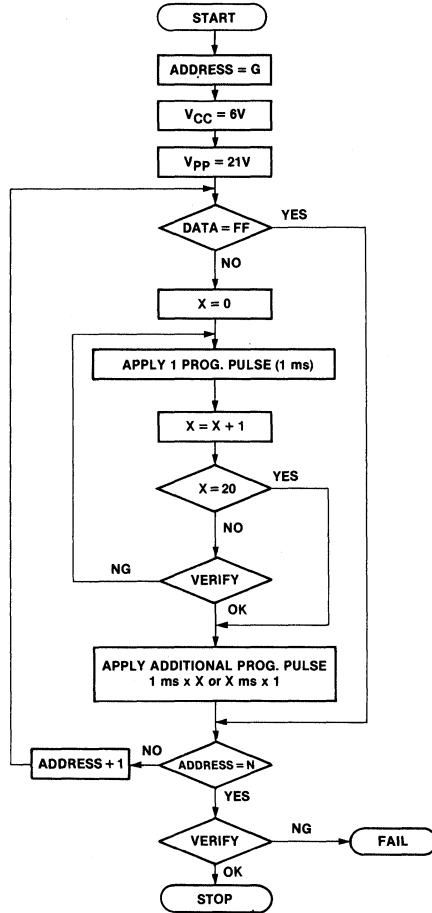 START
ADDRESS = G
VCC = 6V
VPP = 21V
DATA = FF
YES
NO
X = 0
APPLY 1 PROG. PULSE (1 ms)
X = X + 1
X = 20
YES
NO
NG
VERIFY
OK
APPLY ADDITIONAL PROG. PULSE
1 ms x X or X ms x 1
ADDRESS + 1
NO
ADDRESS = N
YES
VERIFY
NG
FAIL
OK
STOP